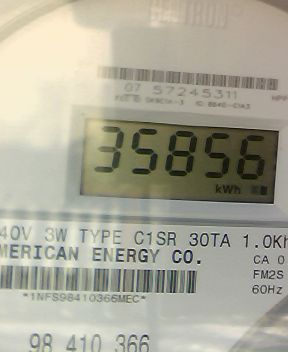 CENTRON
07 57245311
35856
kWh
40V 3W TYPE C1SR 30TA 1.0Kh
MERICAN ENERGY CO.
CA 0
FM2S
60Hz
*1NFS98410366MEC*
98 410 366